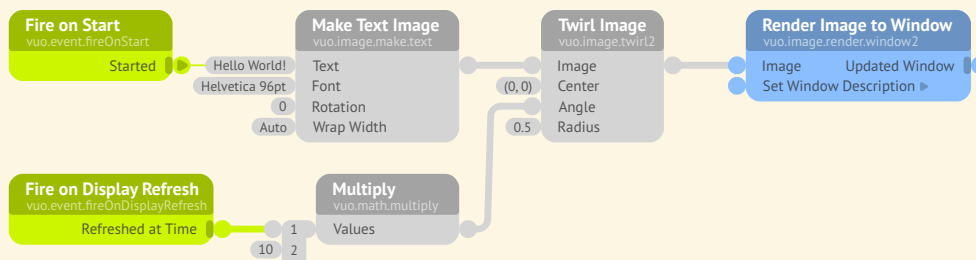 Fire on Start
vuo.event.fireOnStart
Started
Make Text Image
vuo.image.make.text
Hello World!
Text
Helvetica 96pt
Font
0
Rotation
Auto
Wrap Width
Twirl Image
vuo.image.twirl2
Image
(0, 0)
Center
Angle
0.5
Radius
Render Image to Window
vuo.image.render.window2
Image
Updated Window
Set Window Description
Fire on Display Refresh
vuo.event.fireOnDisplayRefresh
Refreshed at Time
1
10
2
Multiply
vuo.math.multiply
Values